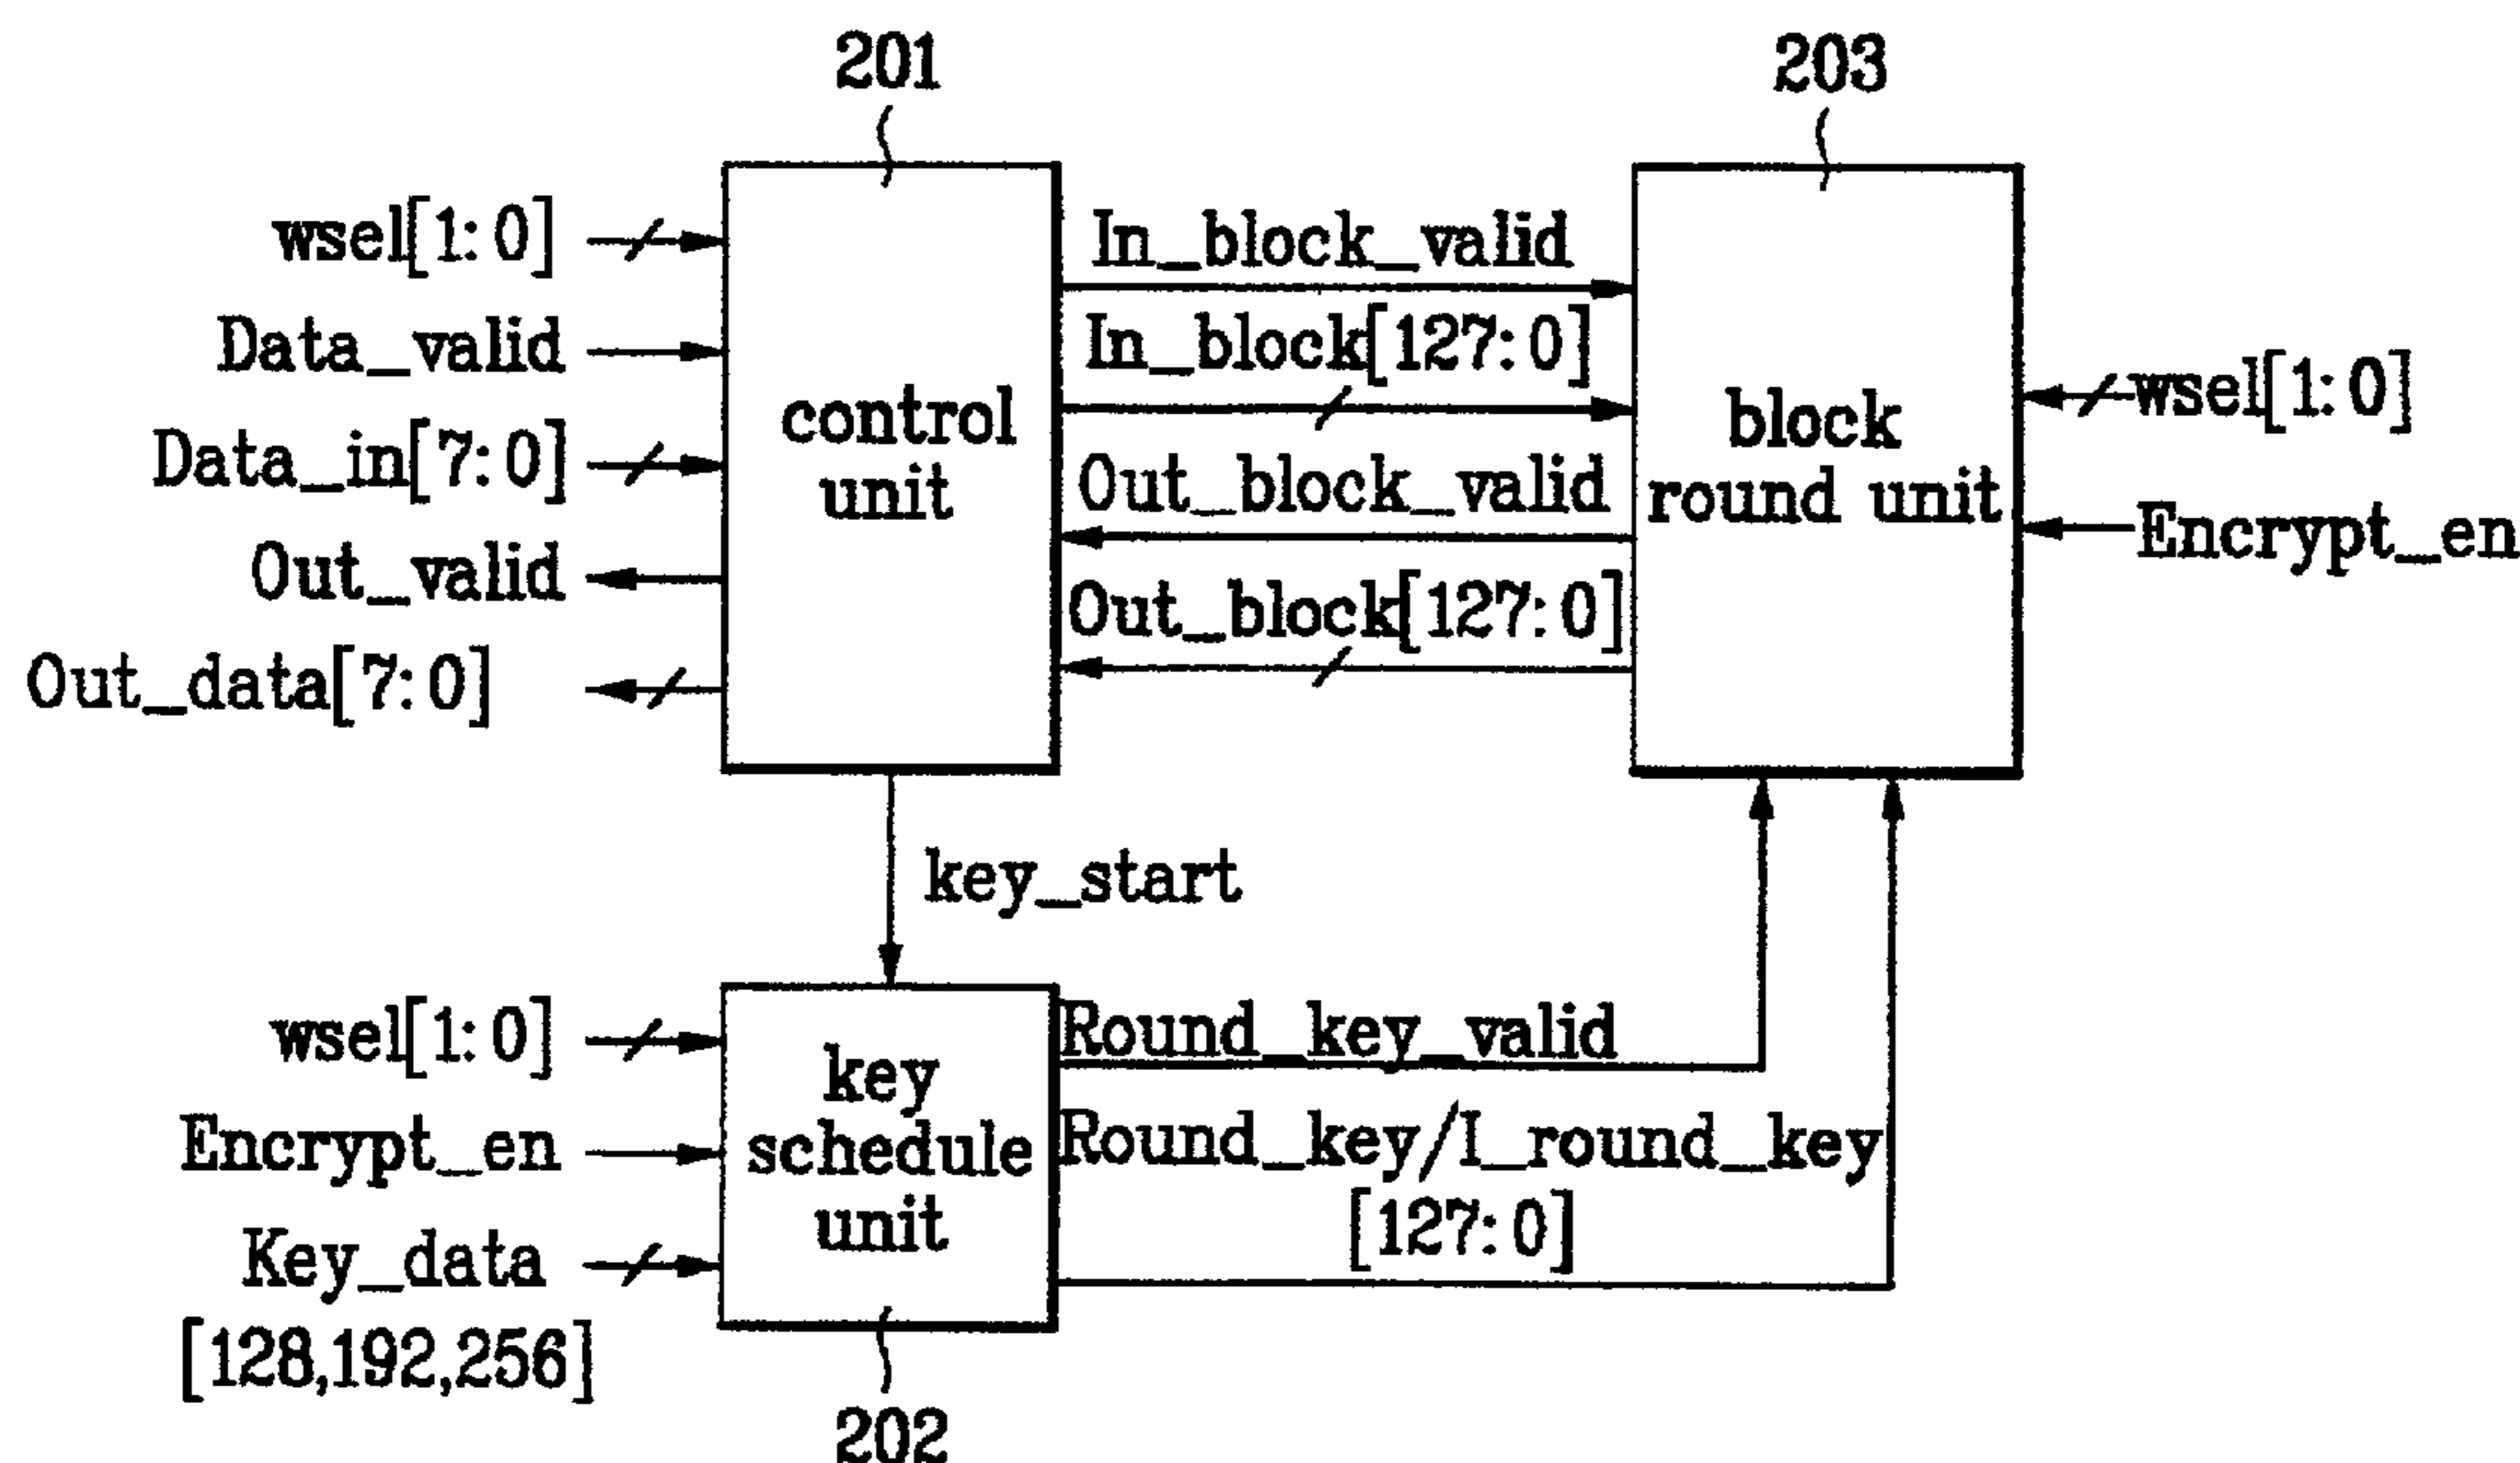 201
203
wsel[1:0]
Data_valid
Data_in[7:0]
Out_valid
Out_data[7:0]
control
unit
In_block_valid
In_block[127:0]
Out_block_valid
Out_block[127:0]
block
round unit
wsel[1:0]
Encrypt_en
key_start
wsel[1:0]
Encrypt_en
Key_data
[128,192,256]
key
schedule
unit
Round_key_valid
Round_key/I_round_key
[127:0]
202